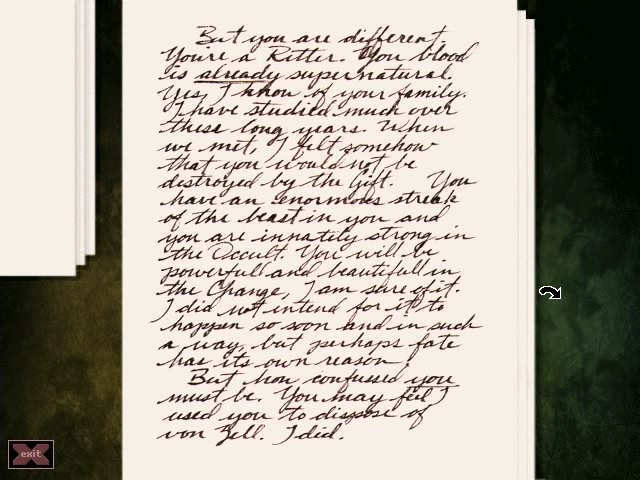 But you are different.
You're a Ritter. You blood
is already supernatural.
Yes, I know of your family.
I have studied much over
these long years. When
we met, I felt somehow
that you would not be
destroyed by the Gift. You
have an enormous streak
of the beast in you and
you are innately strong in
the Occult. You will be
powerfull and beautifull in
the Change, I am sure of it.
I did not intend for it to
happen so soon and in such
a way, but perhaps fate
has its own reason.
But how confused you
must be. You may feel I
used you to dispose of
von Zell. I did.
exit